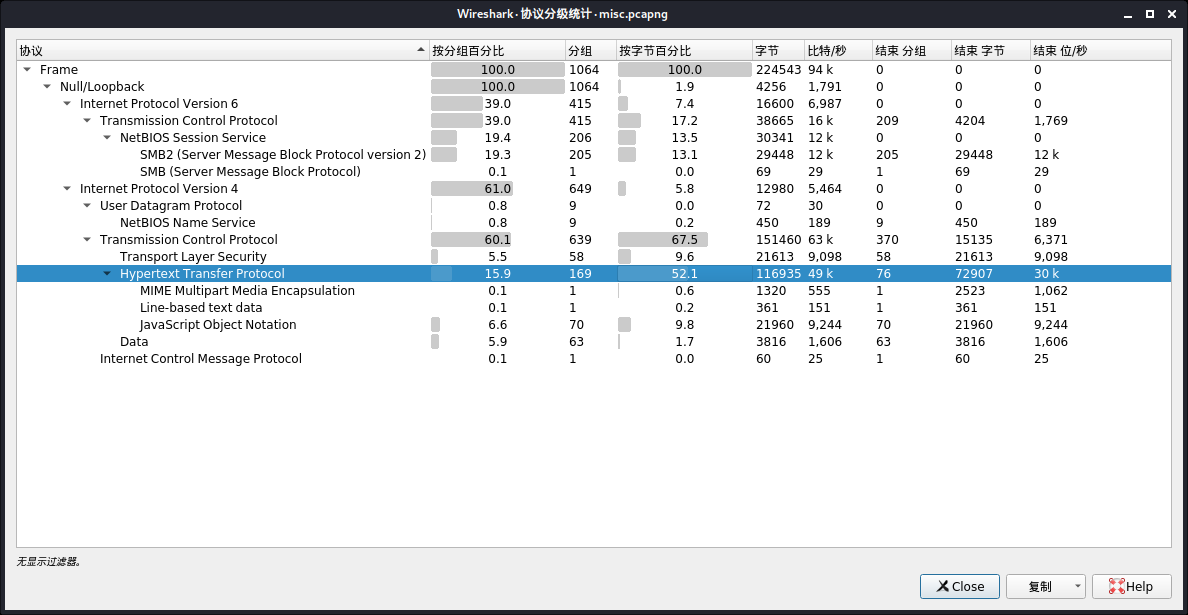 Wireshark · 协议分级统计 · misc.pcapng
协议 按分组百分比 分组 按字节百分比 字节 比特/秒 结束 分组 结束 字节 结束 位/秒
Frame 100.0 1064 100.0 224543 94 k 0 0 0
Null/Loopback 100.0 1064 1.9 4256 1,791 0 0 0
Internet Protocol Version 6 39.0 415 7.4 16600 6,987 0 0 0
Transmission Control Protocol 39.0 415 17.2 38665 16 k 209 4204 1,769
NetBIOS Session Service 19.4 206 13.5 30341 12 k 0 0 0
SMB2 (Server Message Block Protocol version 2) 19.3 205 13.1 29448 12 k 205 29448 12 k
SMB (Server Message Block Protocol) 0.1 1 0.0 69 29 1 69 29
Internet Protocol Version 4 61.0 649 5.8 12980 5,464 0 0 0
User Datagram Protocol 0.8 9 0.0 72 30 0 0 0
NetBIOS Name Service 0.8 9 0.2 450 189 9 450 189
Transmission Control Protocol 60.1 639 67.5 151460 63 k 370 15135 6,371
Transport Layer Security 5.5 58 9.6 21613 9,098 58 21613 9,098
Hypertext Transfer Protocol 15.9 169 52.1 116935 49 k 76 72907 30 k
MIME Multipart Media Encapsulation 0.1 1 0.6 1320 555 1 2523 1,062
Line-based text data 0.1 1 0.2 361 151 1 361 151
JavaScript Object Notation 6.6 70 9.8 21960 9,244 70 21960 9,244
Data 5.9 63 1.7 3816 1,606 63 3816 1,606
Internet Control Message Protocol 0.1 1 0.0 60 25 1 60 25
无显示过滤器。
Close 复制 Help